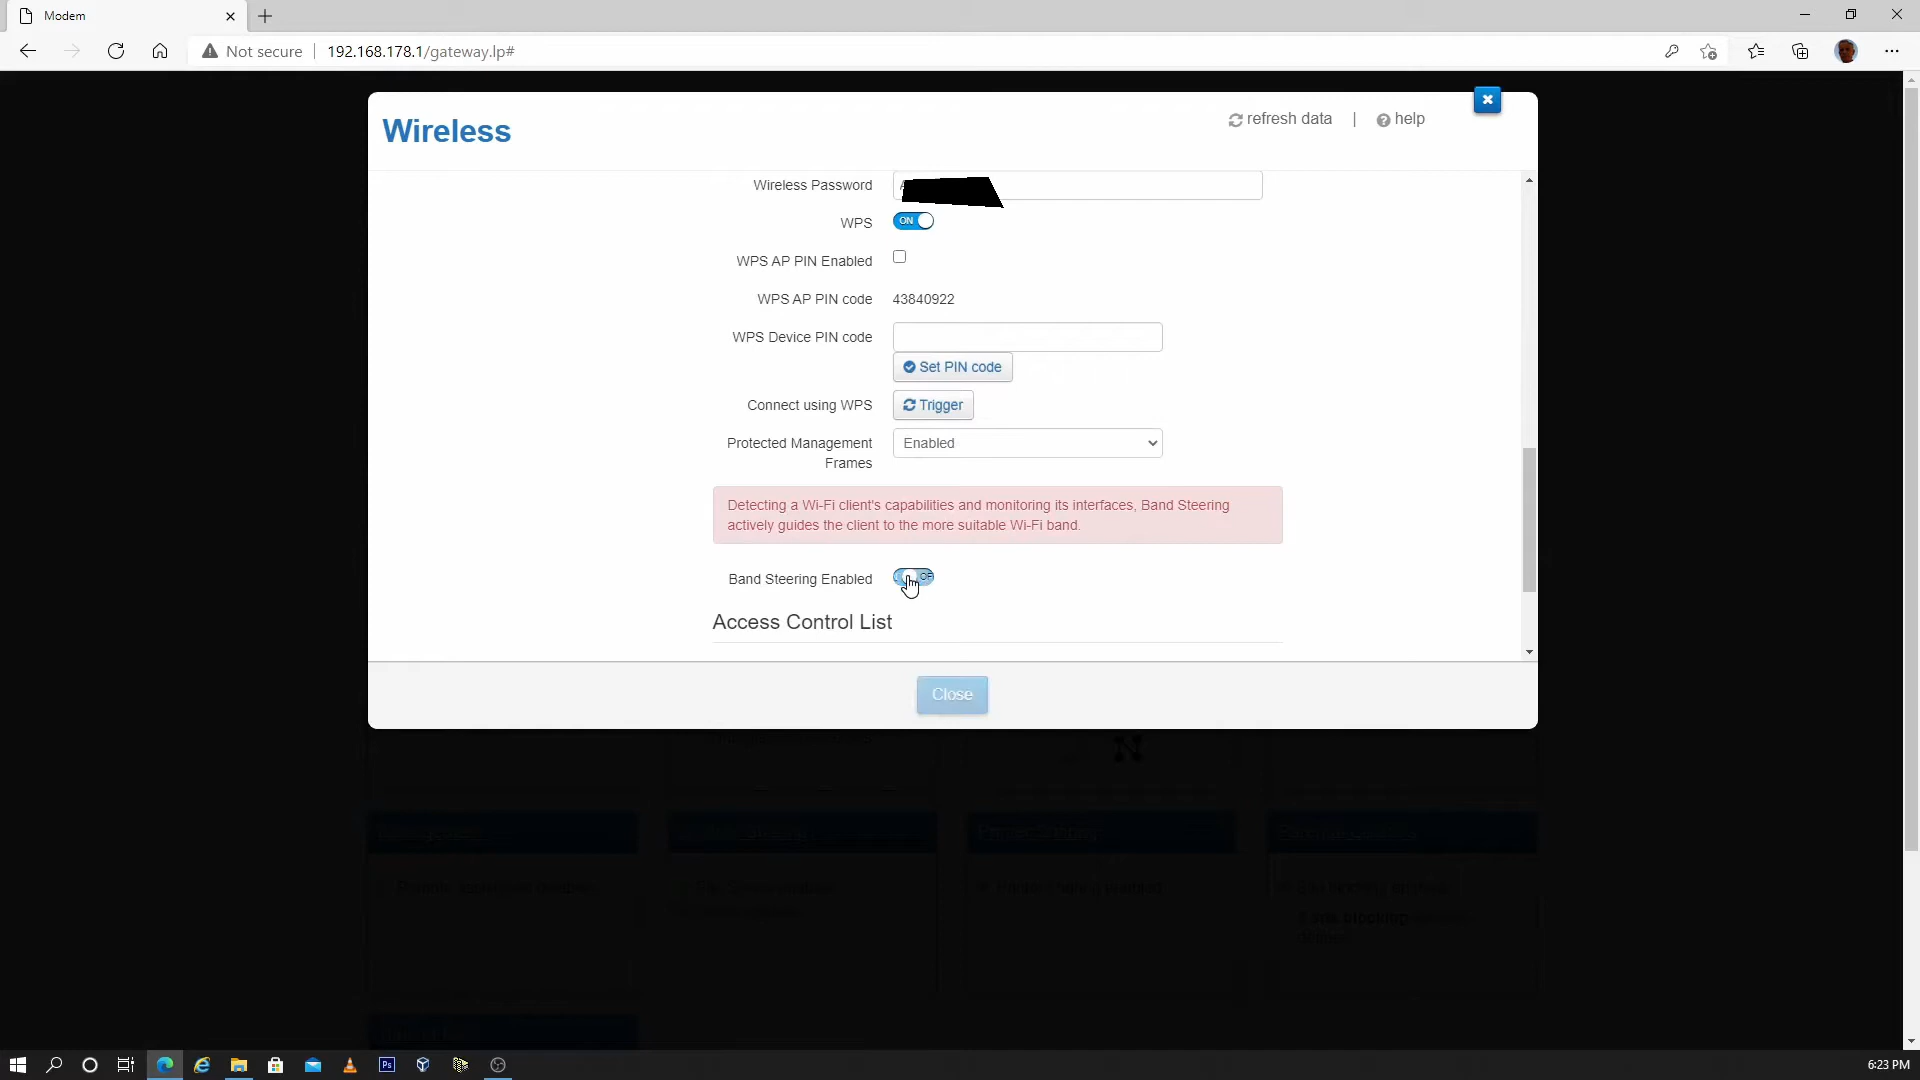 Modem
Not secure
192.168.178.1/gateway.lp#
Wireless
refresh data | help
Wireless Password
WPS ON
WPS AP PIN Enabled
WPS AP PIN code 43840922
WPS Device PIN code
Set PIN code
Connect using WPS Trigger
Protected Management
Frames
Enabled
Detecting a Wi-Fi client's capabilities and monitoring its interfaces, Band Steering
actively guides the client to the more suitable Wi-Fi band.
Band Steering Enabled
Access Control List
Close
Ps
6:23 PM